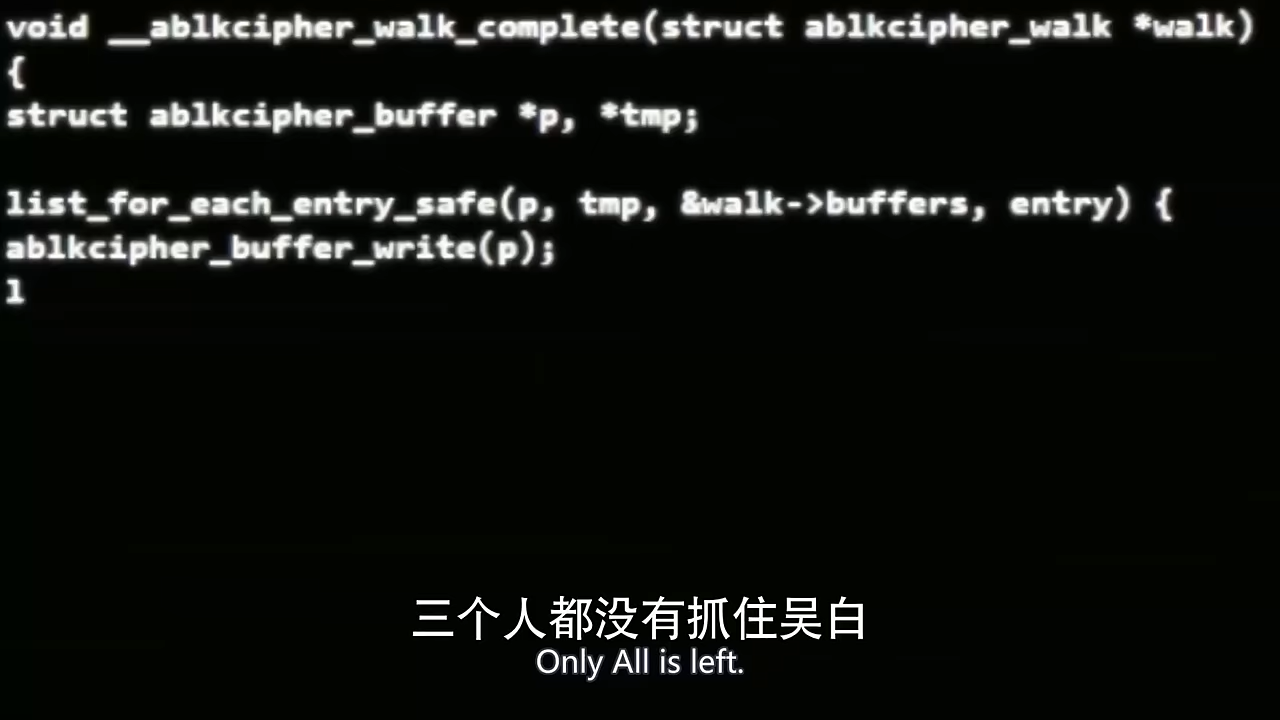 void __ablkcipher_walk_complete(struct ablkcipher_walk *walk)
{
struct ablkcipher_buffer *p, *tmp;
list_for_each_entry_safe(p, tmp, &walk->buffers, entry) {
ablkcipher_buffer_write(p);
l
三个人都没有抓住吴白
Only All is left.